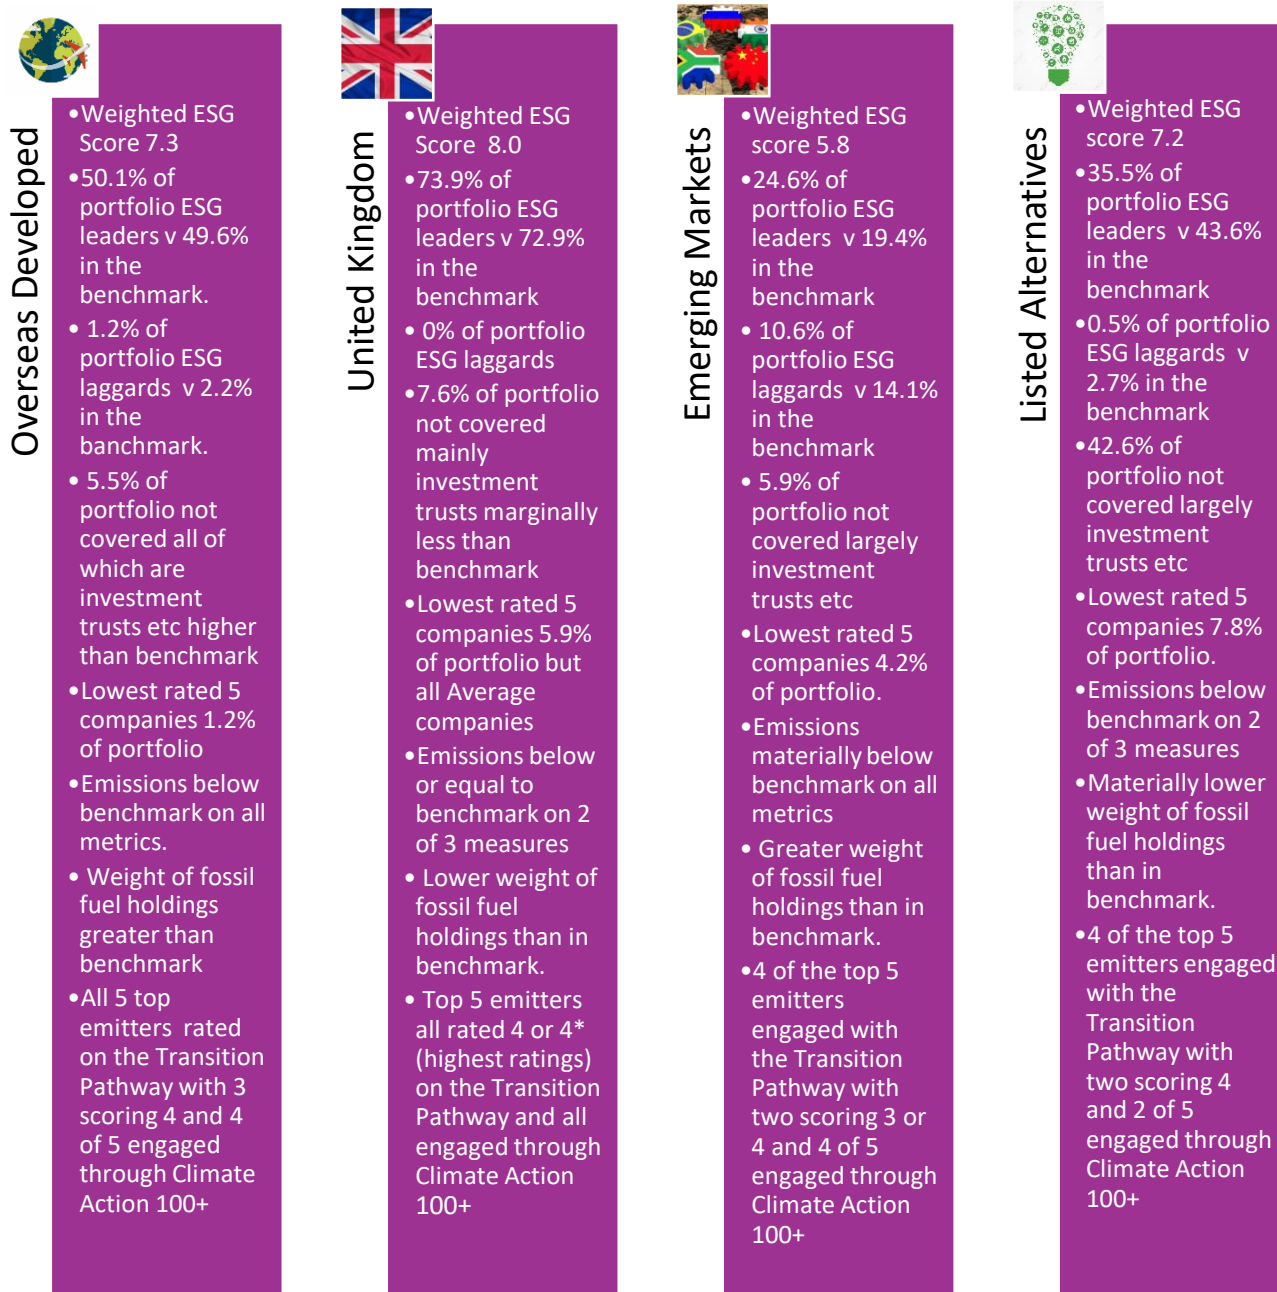 Overseas Developed
•Weighted ESG
Score 7.3
•50.1% of
portfolio ESG
leaders v 49.6%
in the
benchmark.
• 1.2% of
portfolio ESG
laggards v 2.2%
in the
banchmark.
• 5.5% of
portfolio not
covered all of
which are
investment
trusts etc higher
than benchmark
•Lowest rated 5
companies 1.2%
of portfolio
•Emissions below
benchmark on all
metrics.
• Weight of fossil
fuel holdings
greater than
benchmark
•All 5 top
emitters rated
on the Transition
Pathway with 3
scoring 4 and 4
of 5 engaged
through Climate
Action 100+
United Kingdom
•Weighted ESG
Score 8.0
•73.9% of
portfolio ESG
leaders v 72.9%
in the
benchmark
• 0% of portfolio
ESG laggards
•7.6% of portfolio
not covered
mainly
investment
trusts marginally
less than
benchmark
•Lowest rated 5
companies 5.9%
of portfolio but
all Average
companies
•Emissions below
or equal to
benchmark on 2
of 3 measures
• Lower weight of
fossil fuel
holdings than in
benchmark.
• Top 5 emitters
all rated 4 or 4*
(highest ratings)
on the Transition
Pathway and all
engaged through
Climate Action
100+
Emerging Markets
•Weighted ESG
score 5.8
•24.6% of
portfolio ESG
leaders v 19.4%
in the
benchmark
• 10.6% of
portfolio ESG
laggards v 14.1%
in the
benchmark
• 5.9% of
portfolio not
covered largely
investment
trusts etc
•Lowest rated 5
companies 4.2%
of portfolio.
•Emissions
materially below
benchmark on all
metrics
• Greater weight
of fossil fuel
holdings than in
benchmark.
•4 of the top 5
emitters
engaged with
the Transition
Pathway with
two scoring 3 or
4 and 4 of 5
engaged through
Climate Action
100+
Listed Alternatives
•Weighted ESG
score 7.2
•35.5% of
portfolio ESG
leaders v 43.6%
in the
benchmark
•0.5% of portfolio
ESG laggards v
2.7% in the
benchmark
•42.6% of
portfolio not
covered largely
investment
trusts etc
•Lowest rated 5
companies 7.8%
of portfolio.
•Emissions below
benchmark on 2
of 3 measures
•Materially lower
weight of fossil
fuel holdings
than in
benchmark.
•4 of the top 5
emitters engaged
with the
Transition
Pathway with
two scoring 4
and 2 of 5
engaged through
Climate Action
100+